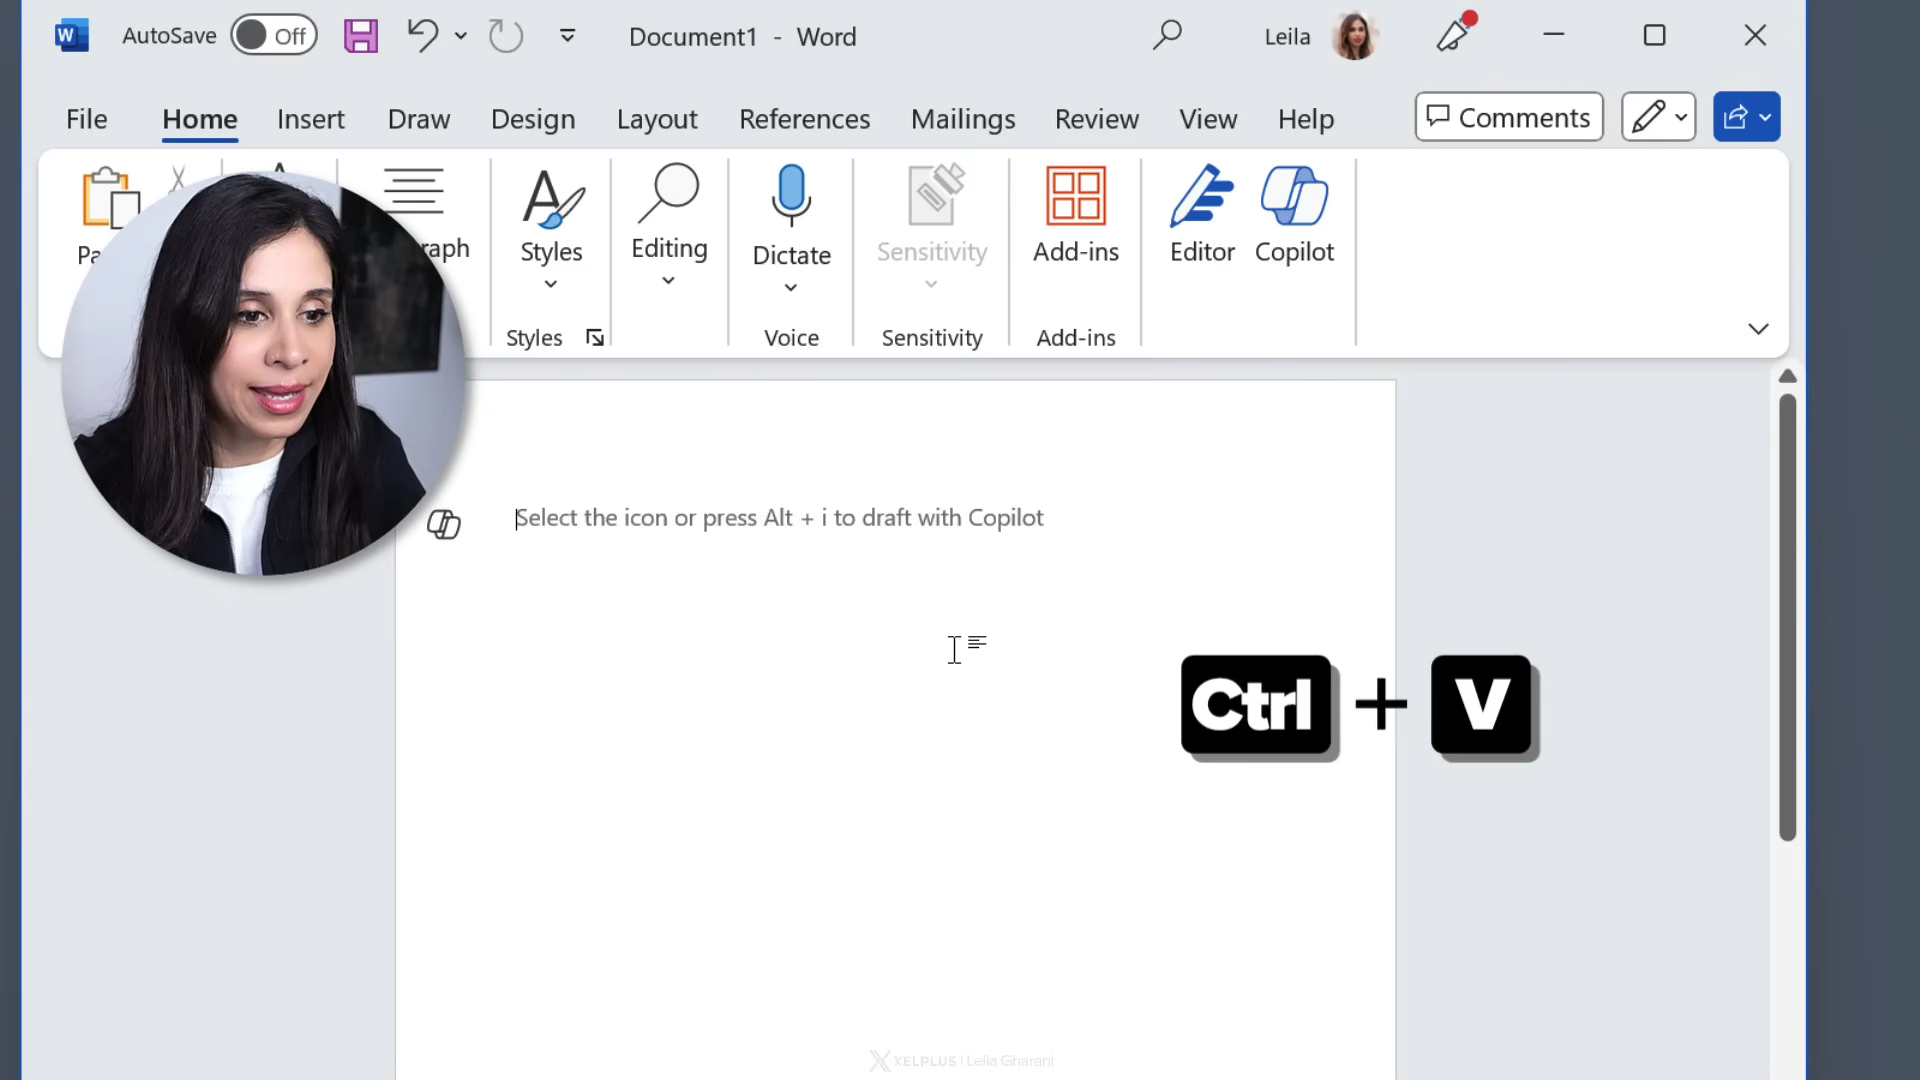 W AutoSave Off Document1 - Word Leila
File Home Insert Draw Design Layout References Mailings Review View Help Comments
Styles Editing Dictate Sensitivity Add-ins Editor Copilot
Styles Voice Sensitivity Add-ins
Select the icon or press Alt + i to draft with Copilot
Ctrl + V
XELPLUS | Leila Gharani